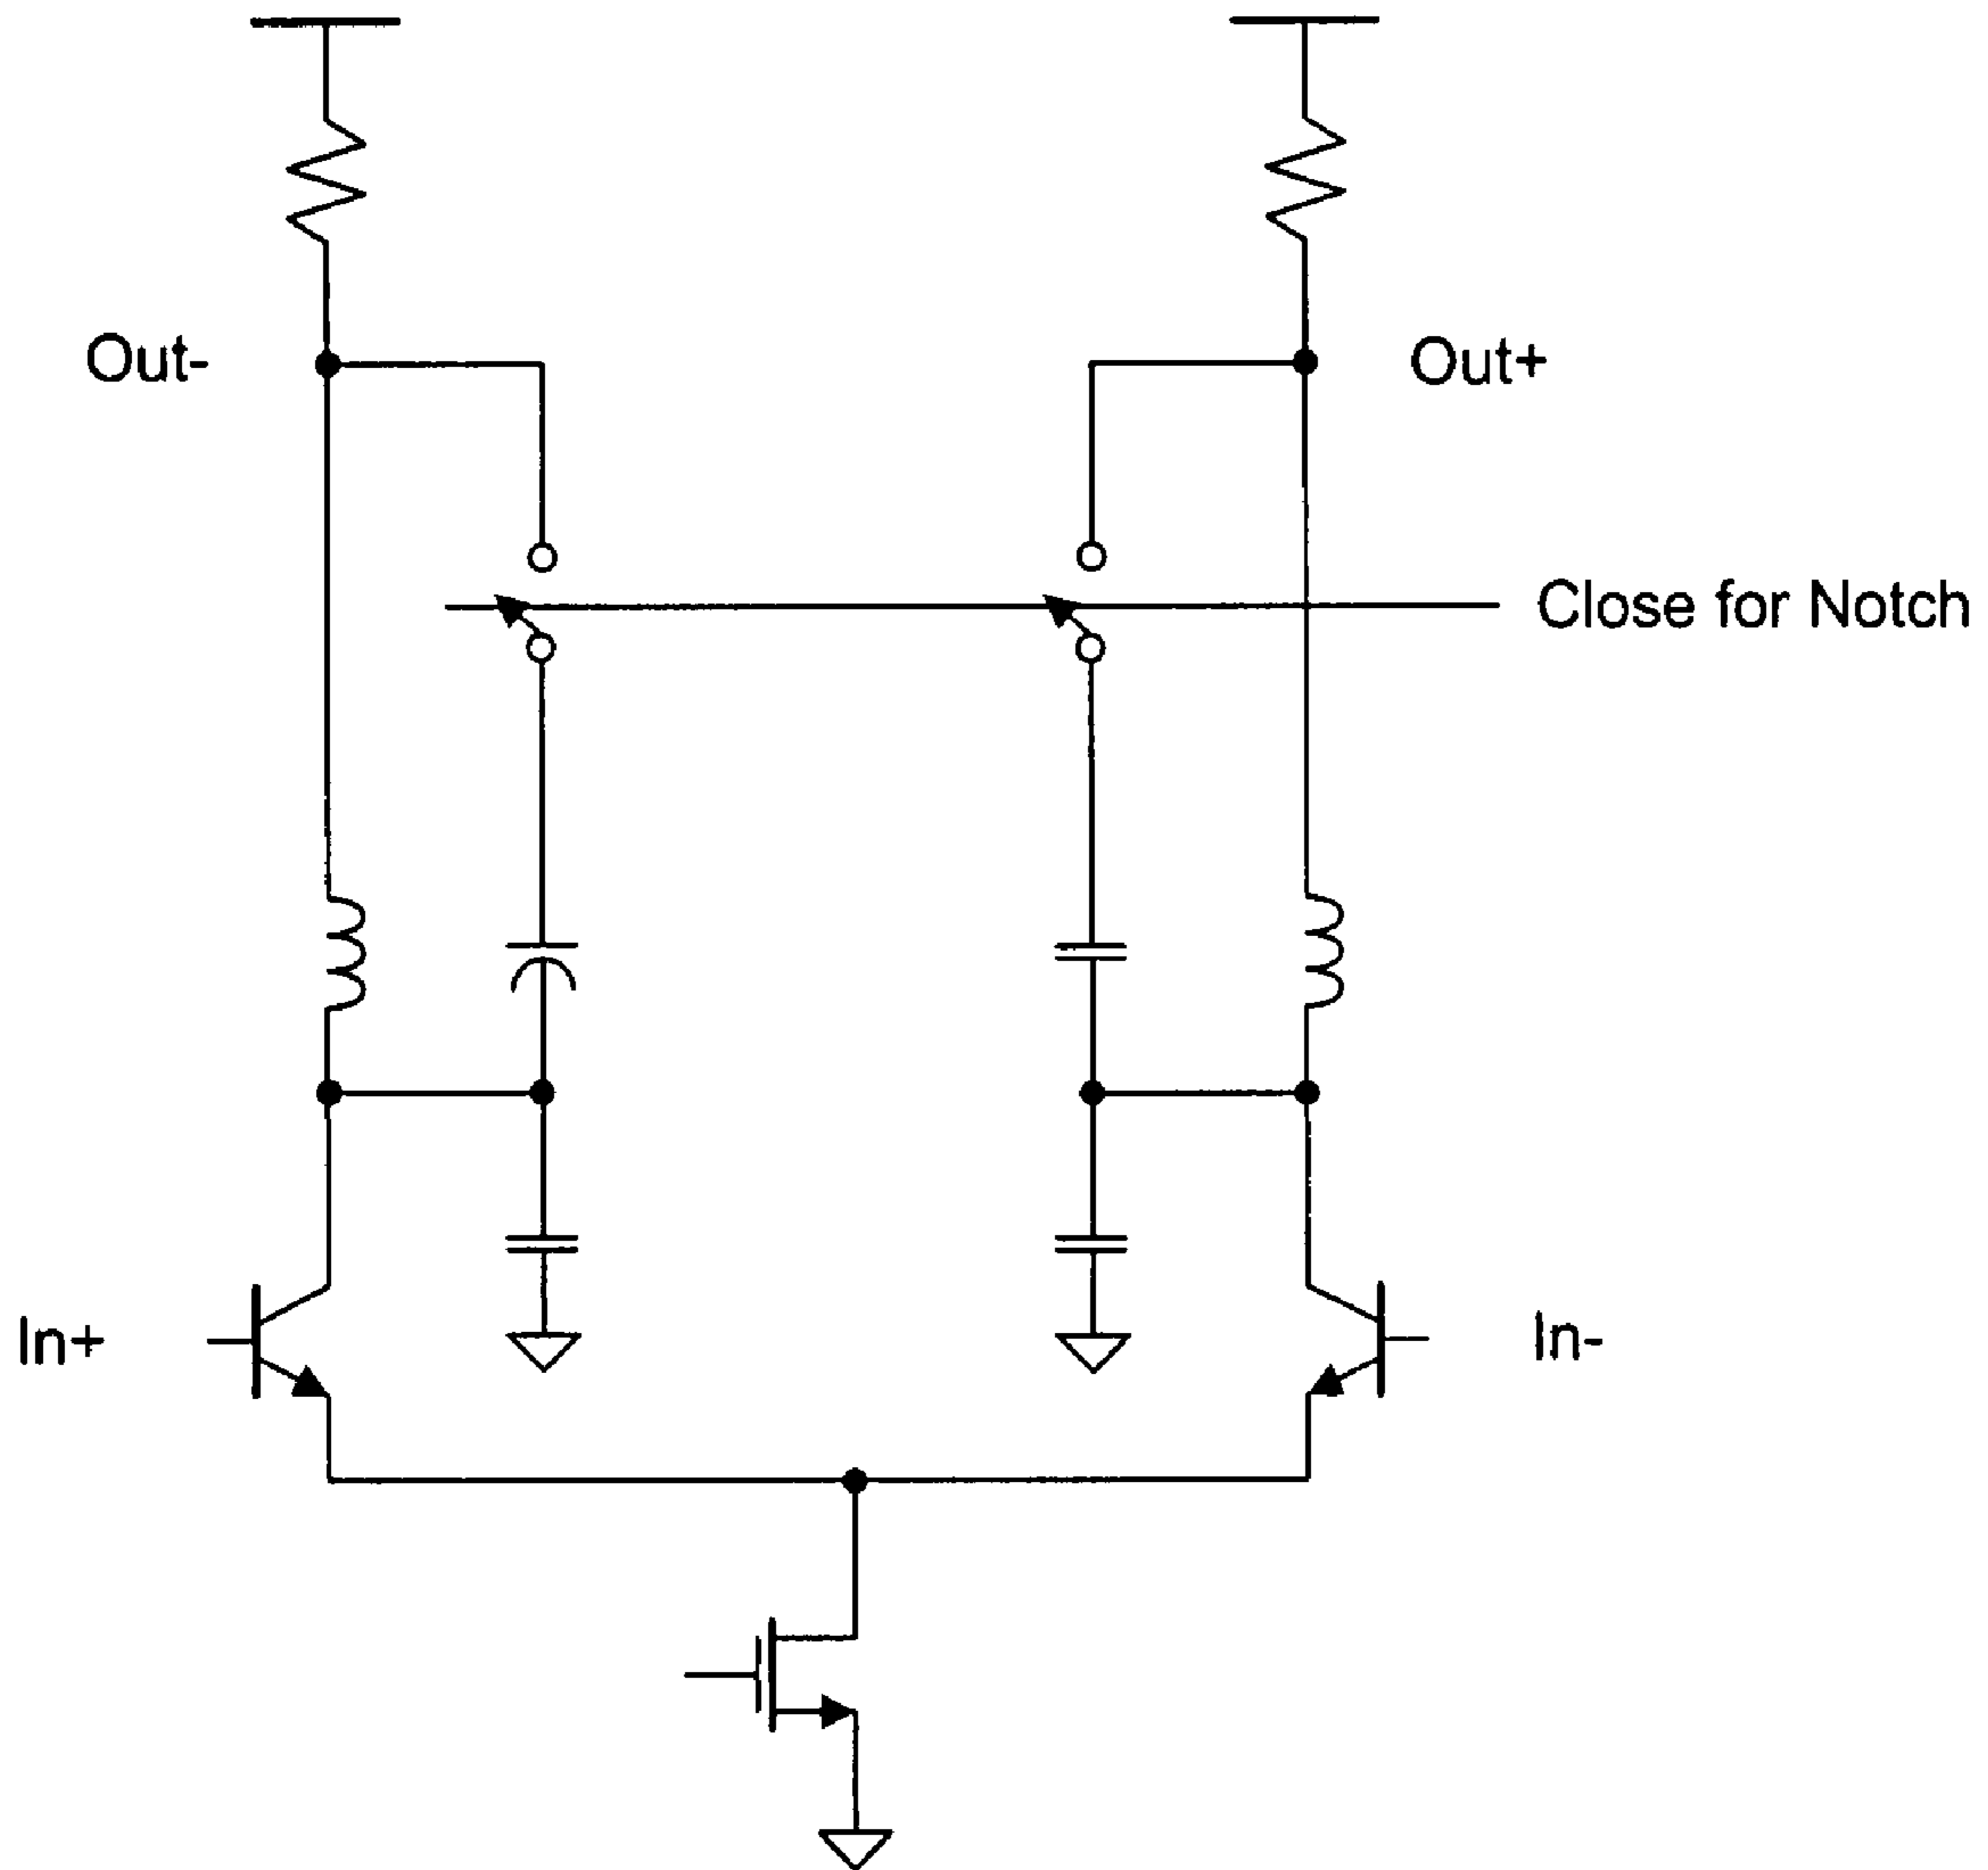 Out-
Out+
Close for Notch
In+
In-